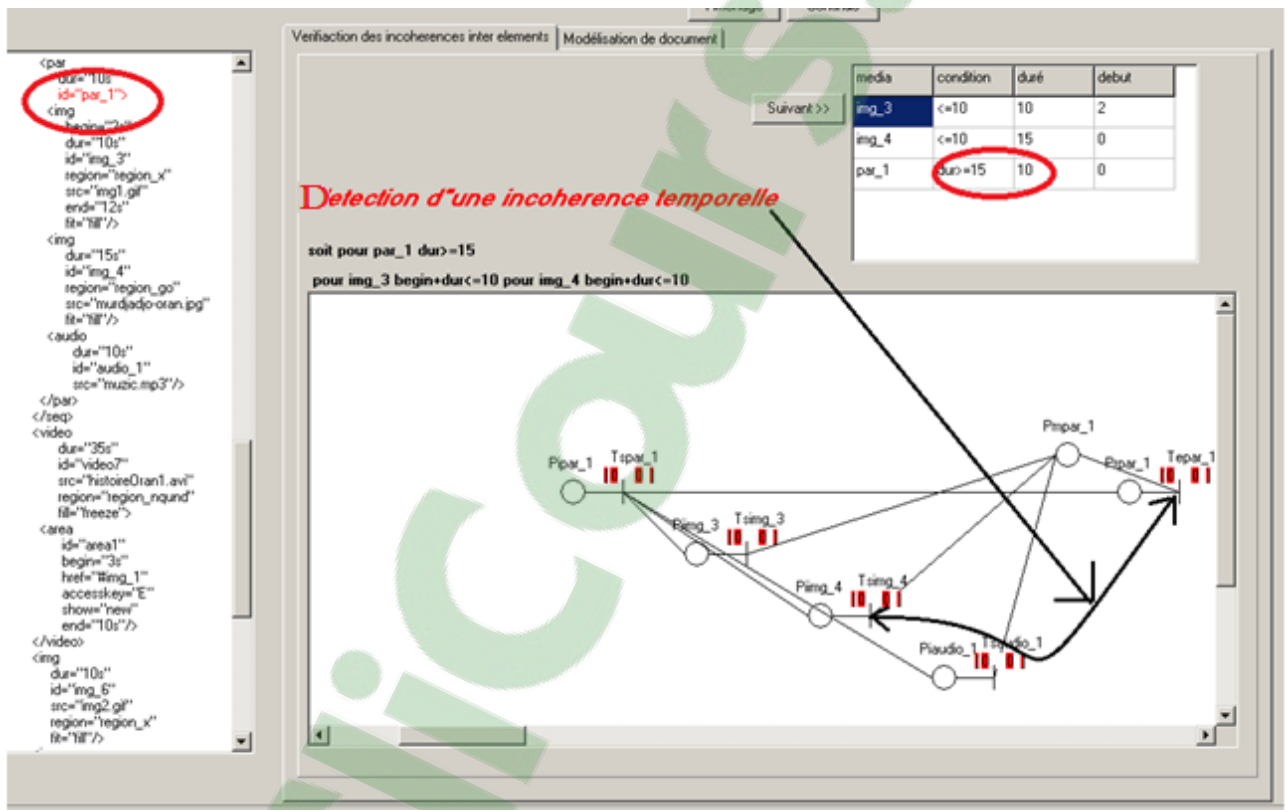 Verifiaction des incoherences inter elements
Modélisation de document
<par
dur="10s
id="par_1">
<img
begin="2s"
dur="10s"
id="img_3"
region="region_x"
src="img1.gif"
end="12s"
fit="fill"/>
<img
dur="15s"
id="img_4"
region="region_go"
src="murdjadjo-oran.jpg"
fit="fill"/>
<audio
dur="10s"
id="audio_1"
src="muzic.mp3"/>
</par>
</seq>
<video
dur="35s"
id="video7"
src="histoireOran1.avi"
region="region_nqund"
fill="freeze">
<area
id="area1"
begin="3s"
href="#img_1"
accesskey="E"
show="new"
end="10s"/>
</video>
<img
dur="10s"
id="img_6"
src="img2.gif"
region="region_x"
fit="fill"/>
Suivant >>
media condition duré debut
img_3 <=10 10 2
img_4 <=10 15 0
par_1 dur>=15 10 0
Detection d"une incoherence temporelle
soit pour par_1 dur>=15
pour img_3 begin+dur<=10 pour img_4 begin+dur<=10
Pmpar_1
Pipar_1 Tspar_1 Pspar_1 Tepar_1
Piimg_3 Tsimg_3
Piimg_4 Tsimg_4
Piaudio_1 Tsaudio_1